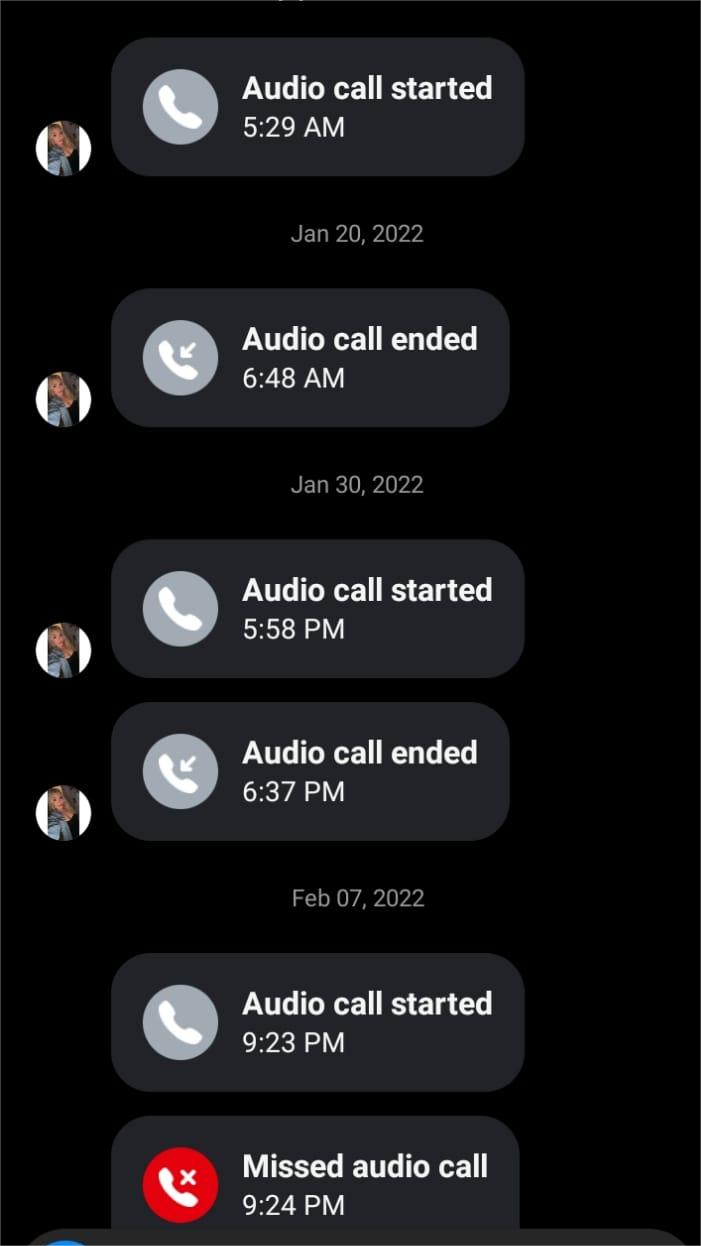 Audio call started
5:29 AM
Jan 20, 2022
Audio call ended
6:48 AM
Jan 30, 2022
Audio call started
5:58 PM
Audio call ended
6:37 PM
Feb 07, 2022
Audio call started
9:23 PM
Missed audio call
9:24 PM